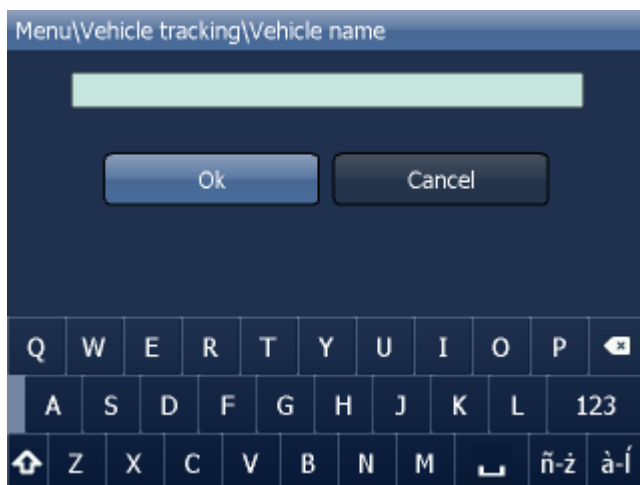 Menu\Vehicle tracking\Vehicle name
Ok Cancel
Q W E R T Y U I O P
A S D F G H J K L 123
Z X C V B N M ñ-ż à-Í